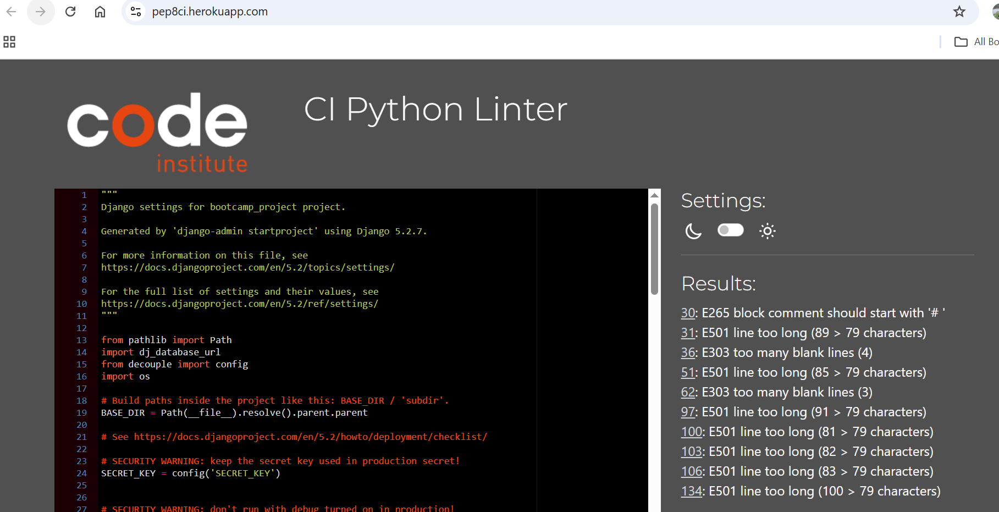 pep8ci.herokuapp.com
All Bo
code
institute
CI Python Linter
1 """
2 Django settings for bootcamp_project project.
3
4 Generated by 'django-admin startproject' using Django 5.2.7.
5
6 For more information on this file, see
7 https://docs.djangoproject.com/en/5.2/topics/settings/
8
9 For the full list of settings and their values, see
10 https://docs.djangoproject.com/en/5.2/ref/settings/
11 """
12
13 from pathlib import Path
14 import dj_database_url
15 from decouple import config
16 import os
17
18 # Build paths inside the project like this: BASE_DIR / 'subdir'.
19 BASE_DIR = Path(__file__).resolve().parent.parent
20
21 # See https://docs.djangoproject.com/en/5.2/howto/deployment/checklist/
22
23 # SECURITY WARNING: keep the secret key used in production secret!
24 SECRET_KEY = config('SECRET_KEY')
25
26
27 # SECURITY WARNING: don't run with debug turned on in production!
Settings:
Results:
30: E265 block comment should start with '# '
31: E501 line too long (89 > 79 characters)
36: E303 too many blank lines (4)
51: E501 line too long (85 > 79 characters)
62: E303 too many blank lines (3)
97: E501 line too long (91 > 79 characters)
100: E501 line too long (81 > 79 characters)
103: E501 line too long (82 > 79 characters)
106: E501 line too long (83 > 79 characters)
134: E501 line too long (100 > 79 characters)